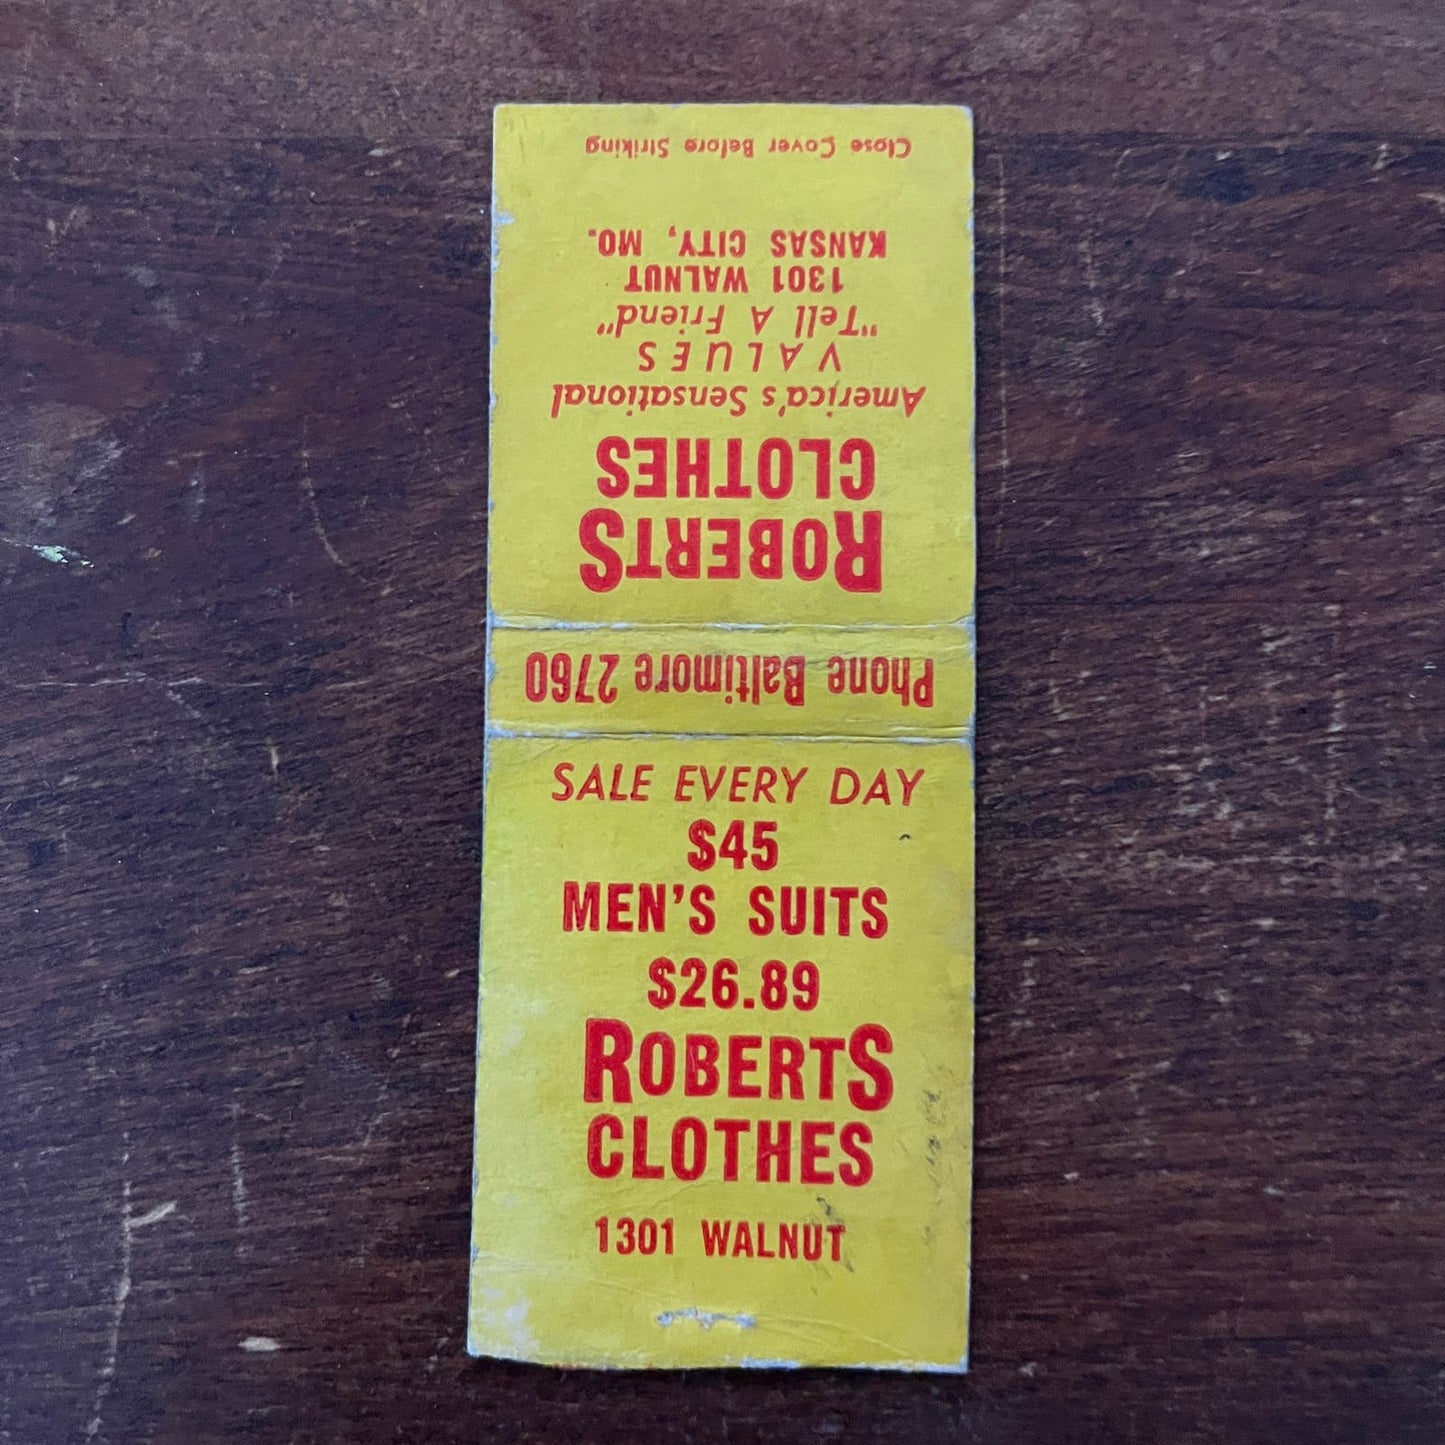 SALE EVERY DAY
$45
MEN'S SUITS
$26.89
ROBERTS
CLOTHES
1301 WALNUT
Phone Baltimore 2760
ROBERTS
CLOTHES
America's Sensational
VALUES
"Tell A Friend"
1301 WALNUT
KANSAS CITY, MO.
Close Cover Before Striking